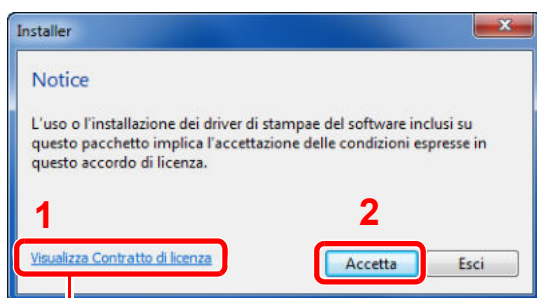 Installer
Notice
L'uso o l'installazione dei driver di stampae del software inclusi su
questo pacchetto implica l'accettazione delle condizioni espresse in
questo accordo di licenza.
1
2
Visualizza Contratto di licenza
Accetta
Esci